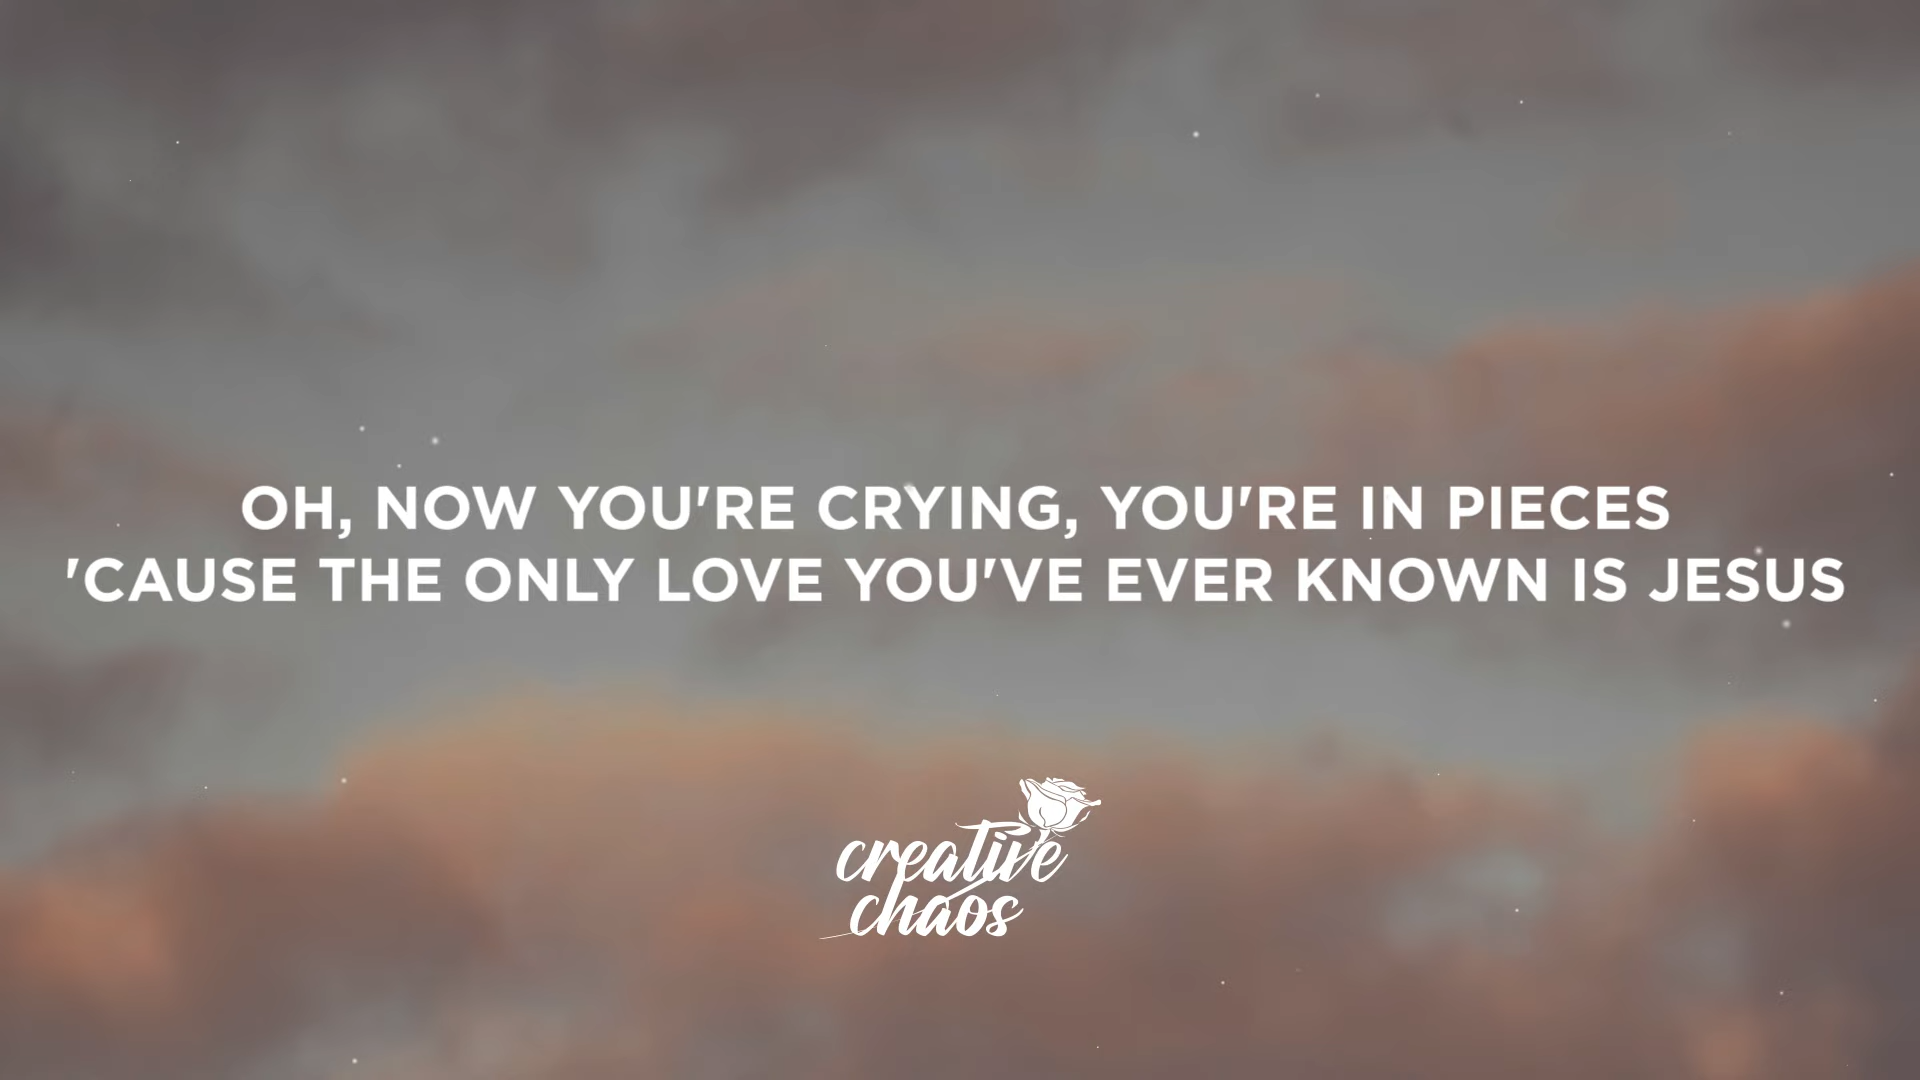 OH, NOW YOU'RE CRYING, YOU'RE IN PIECES
'CAUSE THE ONLY LOVE YOU'VE EVER KNOWN IS JESUS
creative
chaos